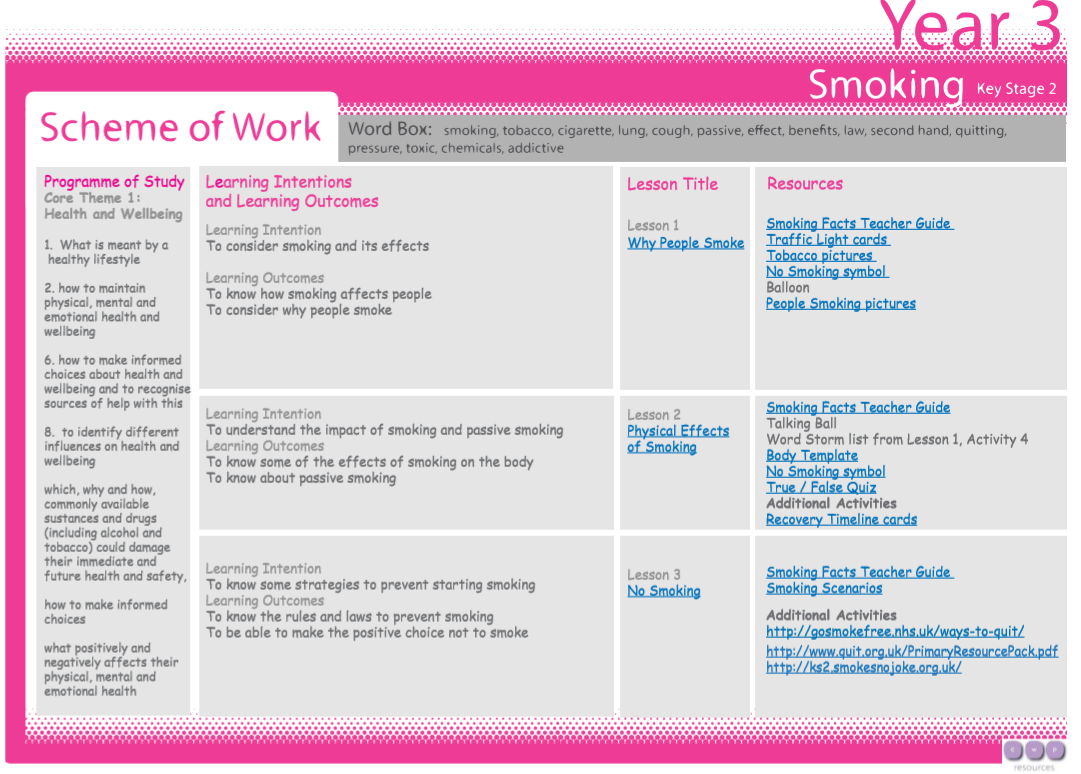 Year 3
Smoking Key Stage 2
Scheme of Work
Word Box: smoking, tobacco, cigarette, lung, cough, passive, effect, benefits, law, second hand, quitting,
pressure, toxic, chemicals, addictive
Programme of Study
Core Theme 1:
Health and Wellbeing
1. What is meant by a
healthy lifestyle
2. how to maintain
physical, mental and
emotional health and
wellbeing
6. how to make informed
choices about health and
wellbeing and to recognise
sources of help with this
8. to identify different
influences on health and
wellbeing
which, why and how,
commonly available
sustances and drugs
(including alcohol and
tobacco) could damage
their immediate and
future health and safety,
how to make informed
choices
what positively and
negatively affects their
physical, mental and
emotional health
Learning Intentions
and Learning Outcomes
Learning Intention
To consider smoking and its effects
Learning Outcomes
To know how smoking affects people
To consider why people smoke
Lesson Title
Lesson 1
Why People Smoke
Resources
Smoking Facts Teacher Guide
Traffic Light cards
Tobacco pictures
No Smoking symbol
Balloon
People Smoking pictures
Learning Intention
To understand the impact of smoking and passive smoking
Learning Outcomes
To know some of the effects of smoking on the body
To know about passive smoking
Lesson 2
Physical Effects
of Smoking
Smoking Facts Teacher Guide
Talking Ball
Word Storm list from Lesson 1, Activity 4
Body Template
No Smoking symbol
True / False Quiz
Additional Activities
Recovery Timeline cards
Learning Intention
To know some strategies to prevent starting smoking
Learning Outcomes
To know the rules and laws to prevent smoking
To be able to make the positive choice not to smoke
Lesson 3
No Smoking
Smoking Facts Teacher Guide
Smoking Scenarios
Additional Activities
http://gosmokefree.nhs.uk/ways-to-quit/
http://www.quit.org.uk/PrimaryResourcePack.pdf
http://ks2.smokesnojoke.org.uk/
resources